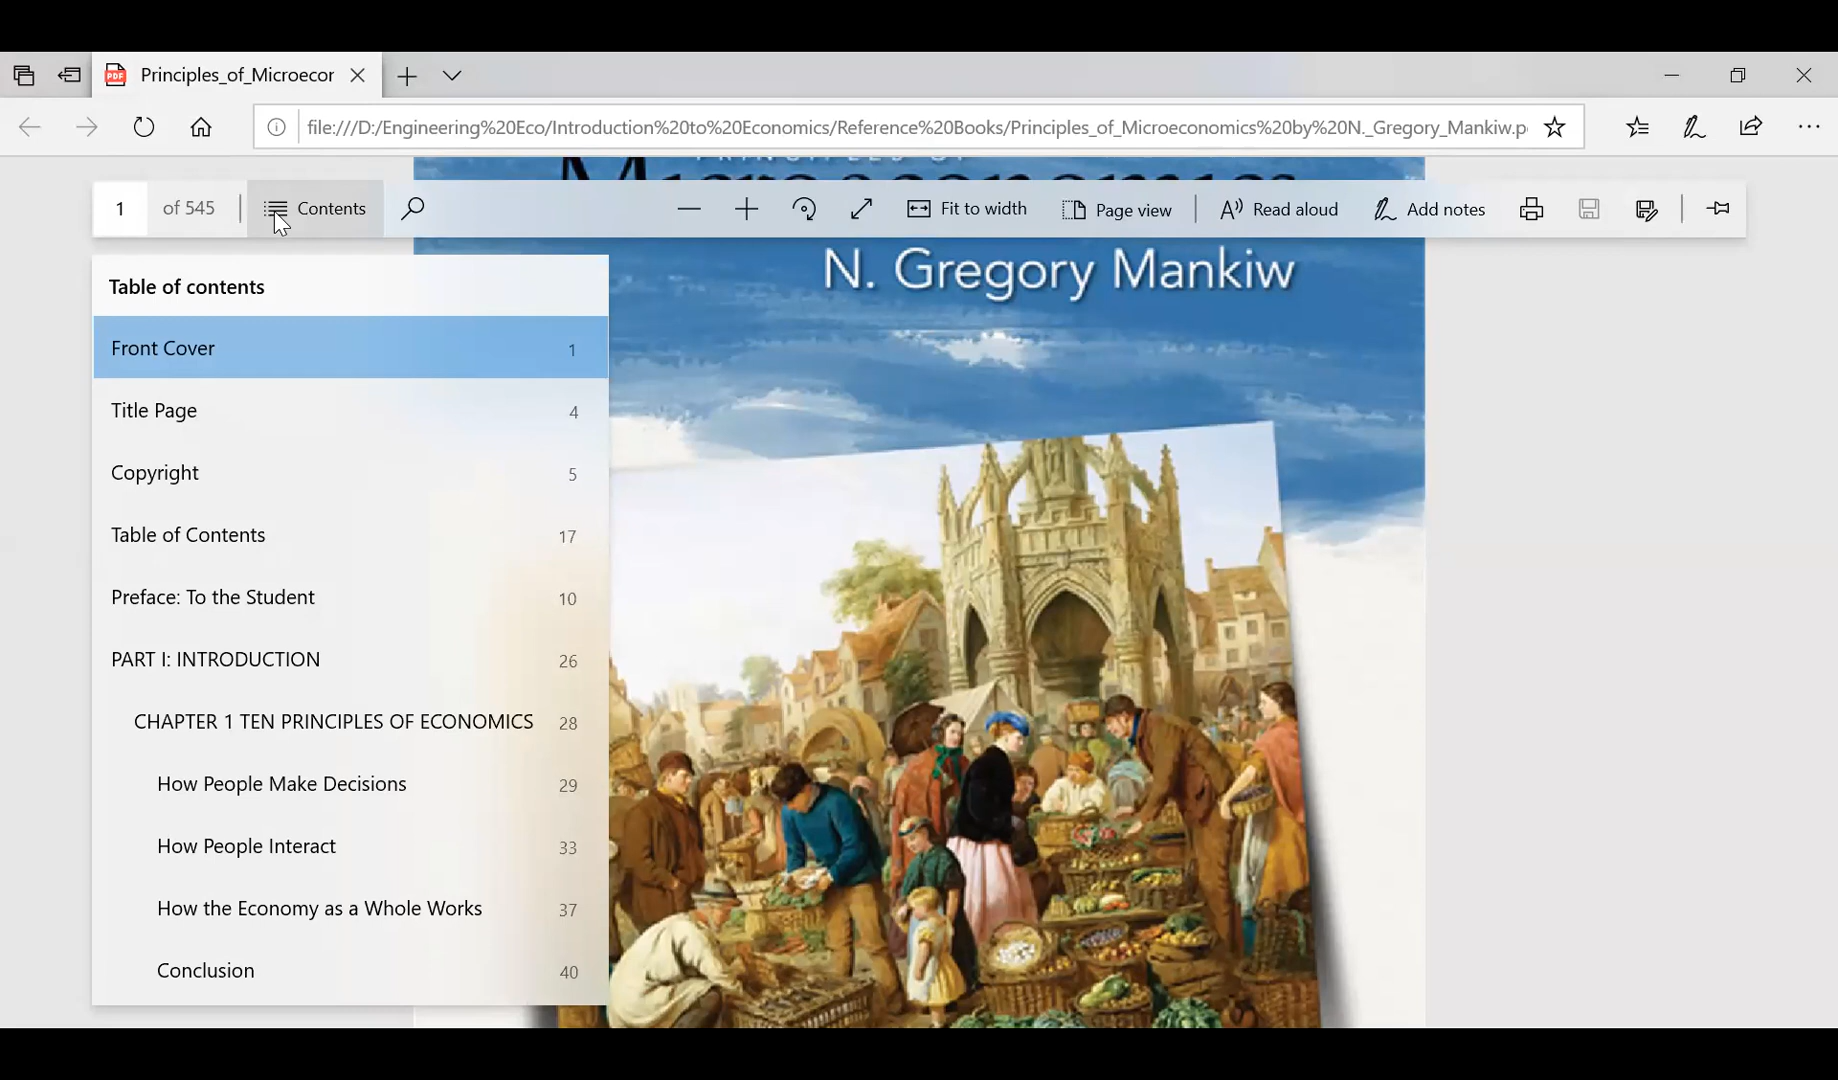 Principles_of_Microecor
file:///D:/Engineering%20Eco/Introduction%20to%20Economics/Reference%20Books/Principles_of_Microeconomics%20by%20N._Gregory_Mankiw.p
PRINCIPLES OF
Microeconomics
1 of 545 Contents Fit to width Page view Read aloud Add notes
N. Gregory Mankiw
Table of contents
Front Cover 1
Title Page 4
Copyright 5
Table of Contents 17
Preface: To the Student 10
PART I: INTRODUCTION 26
CHAPTER 1 TEN PRINCIPLES OF ECONOMICS 28
How People Make Decisions 29
How People Interact 33
How the Economy as a Whole Works 37
Conclusion 40